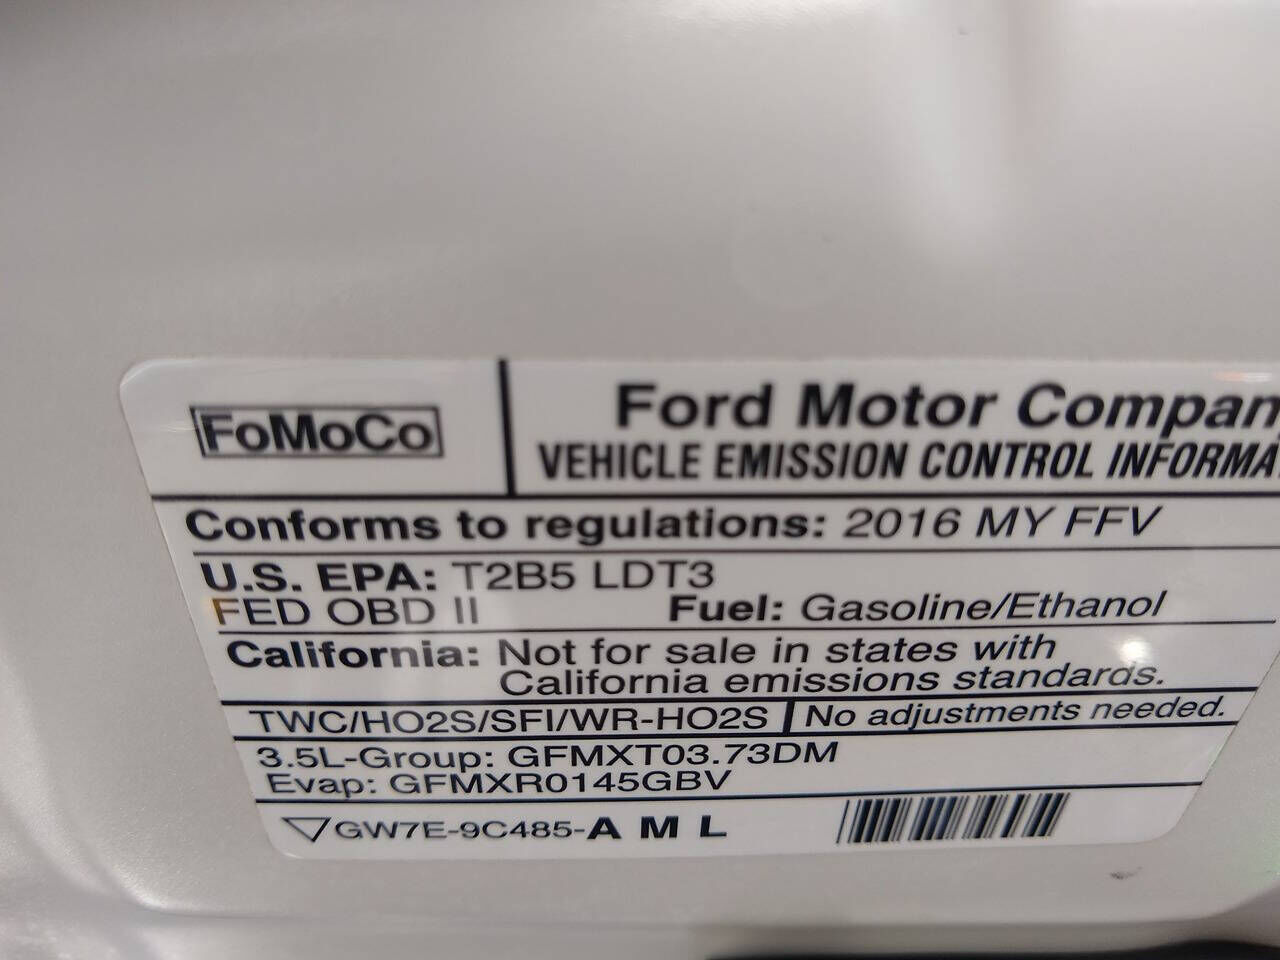 FoMoCo
Ford Motor Compan
VEHICLE EMISSION CONTROL INFORMA
Conforms to regulations: 2016 MY FFV
U.S. EPA: T2B5 LDT3
FED OBD II Fuel: Gasoline/Ethanol
California: Not for sale in states with
California emissions standards.
TWC/HO2S/SFI/WR-HO2S No adjustments needed.
3.5L-Group: GFMXT03.73DM
Evap: GFMXR0145GBV
GW7E-9C485-A M L